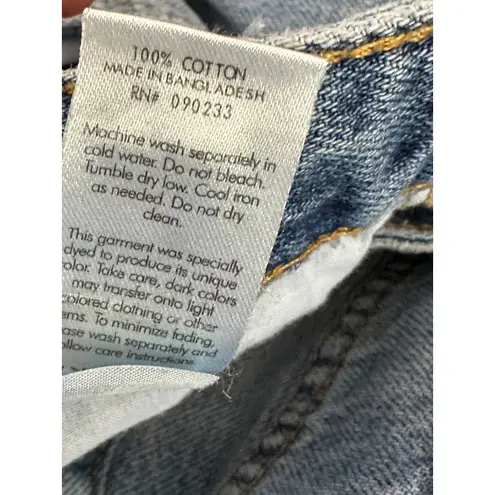 100% COTTON
MADE IN BANGLADESH
RN# 090233
Machine wash separately in
cold water. Do not bleach.
Tumble dry low. Cool iron
as needed. Do not dry
clean.
This garment was specially
dyed to produce its unique
color. Take care, dark colors
may transfer onto light
colored clothing or other
ems. To minimize fading,
ase wash separately and
ollow care instructions.